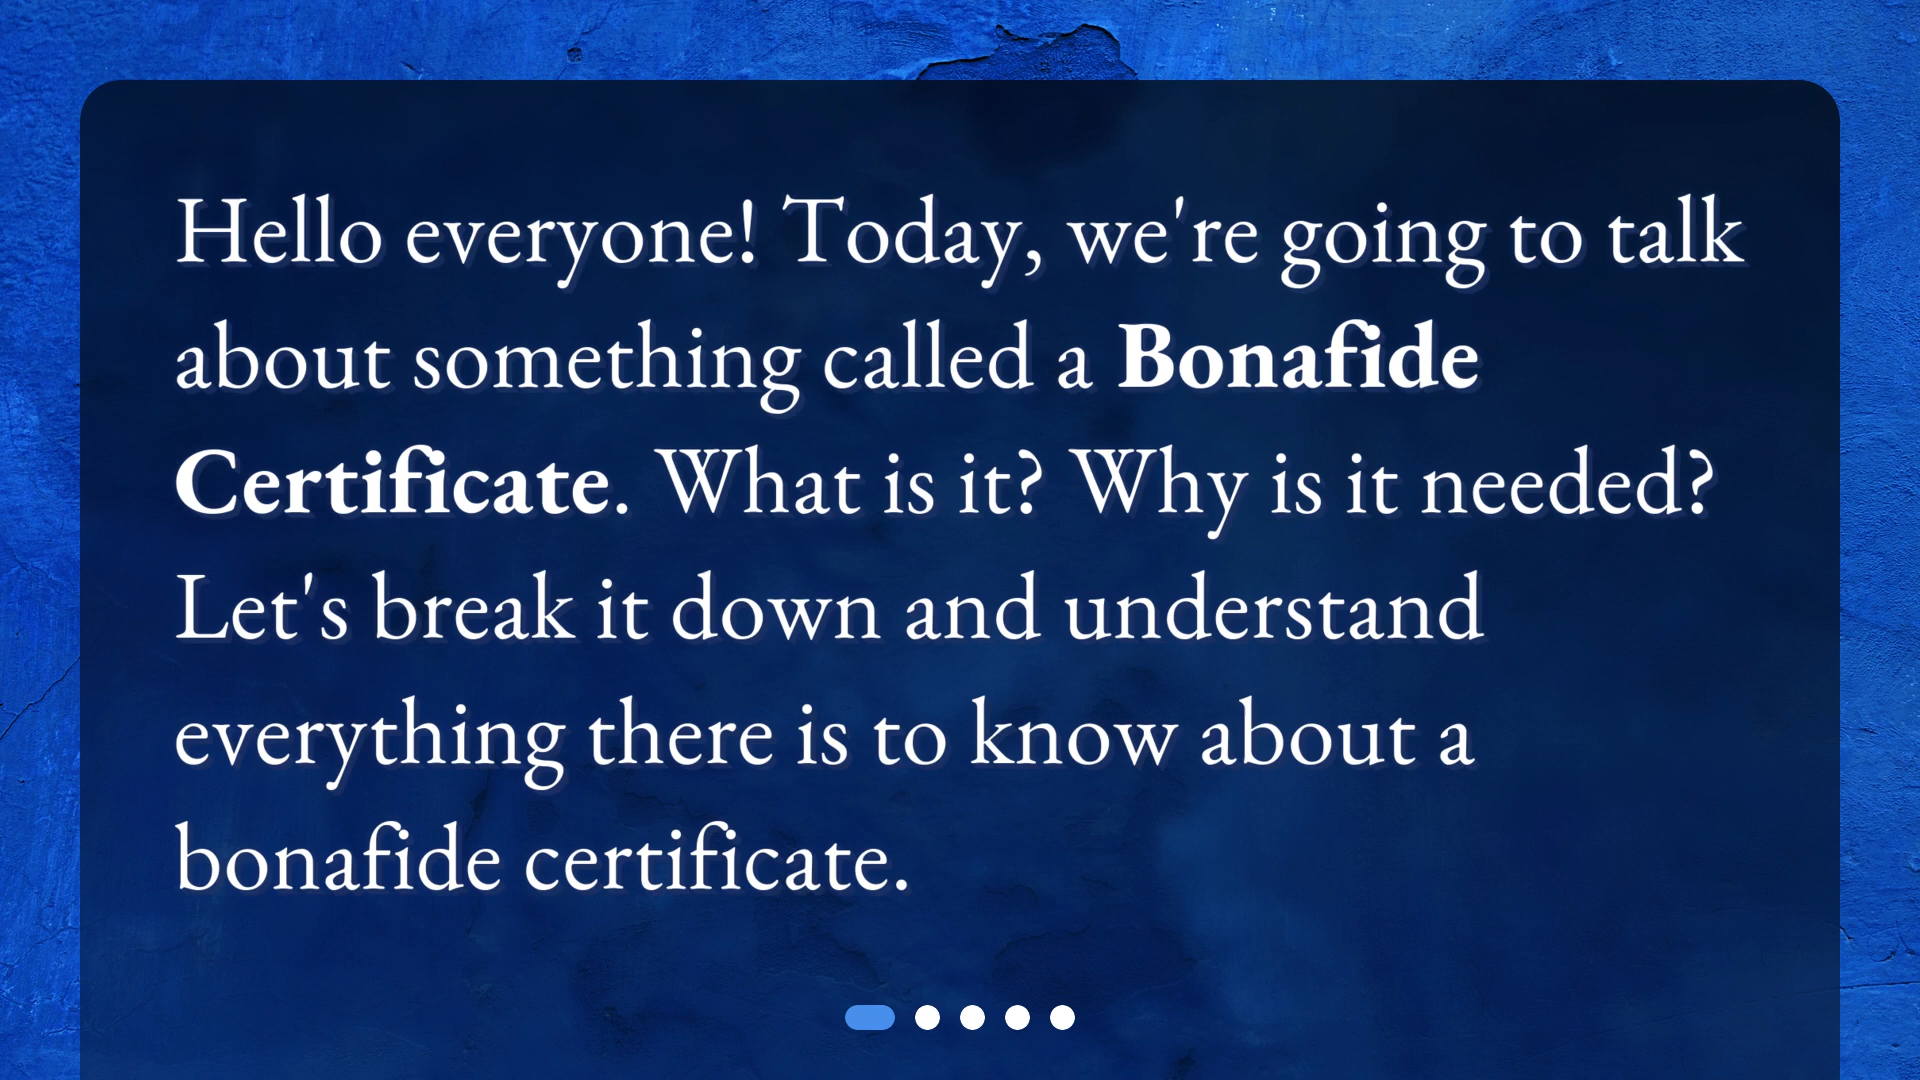 Hello everyone! Today, we're going to talk
about something called a Bonafide
Certificate. What is it? Why is it needed?
Let's break it down and understand
everything there is to know about a
bonafide certificate.